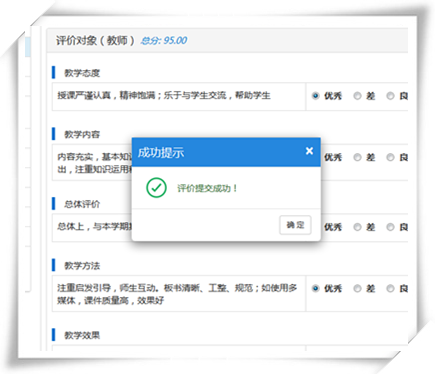 评价对象（教师） 总分: 95.00
教学态度
授课严谨认真，精神饱满；乐于与学生交流，帮助学生
优秀 差 良
教学内容
内容充实，基本知
出，注重知识运用
优秀 差 良
成功提示 ×
评价提交成功！
确定
总体评价
总体上，与本学期
优秀 差 良
教学方法
注重启发引导，师生互动。板书清晰、工整、规范；如使用多
媒体，课件质量高，效果好
优秀 差 良
教学效果